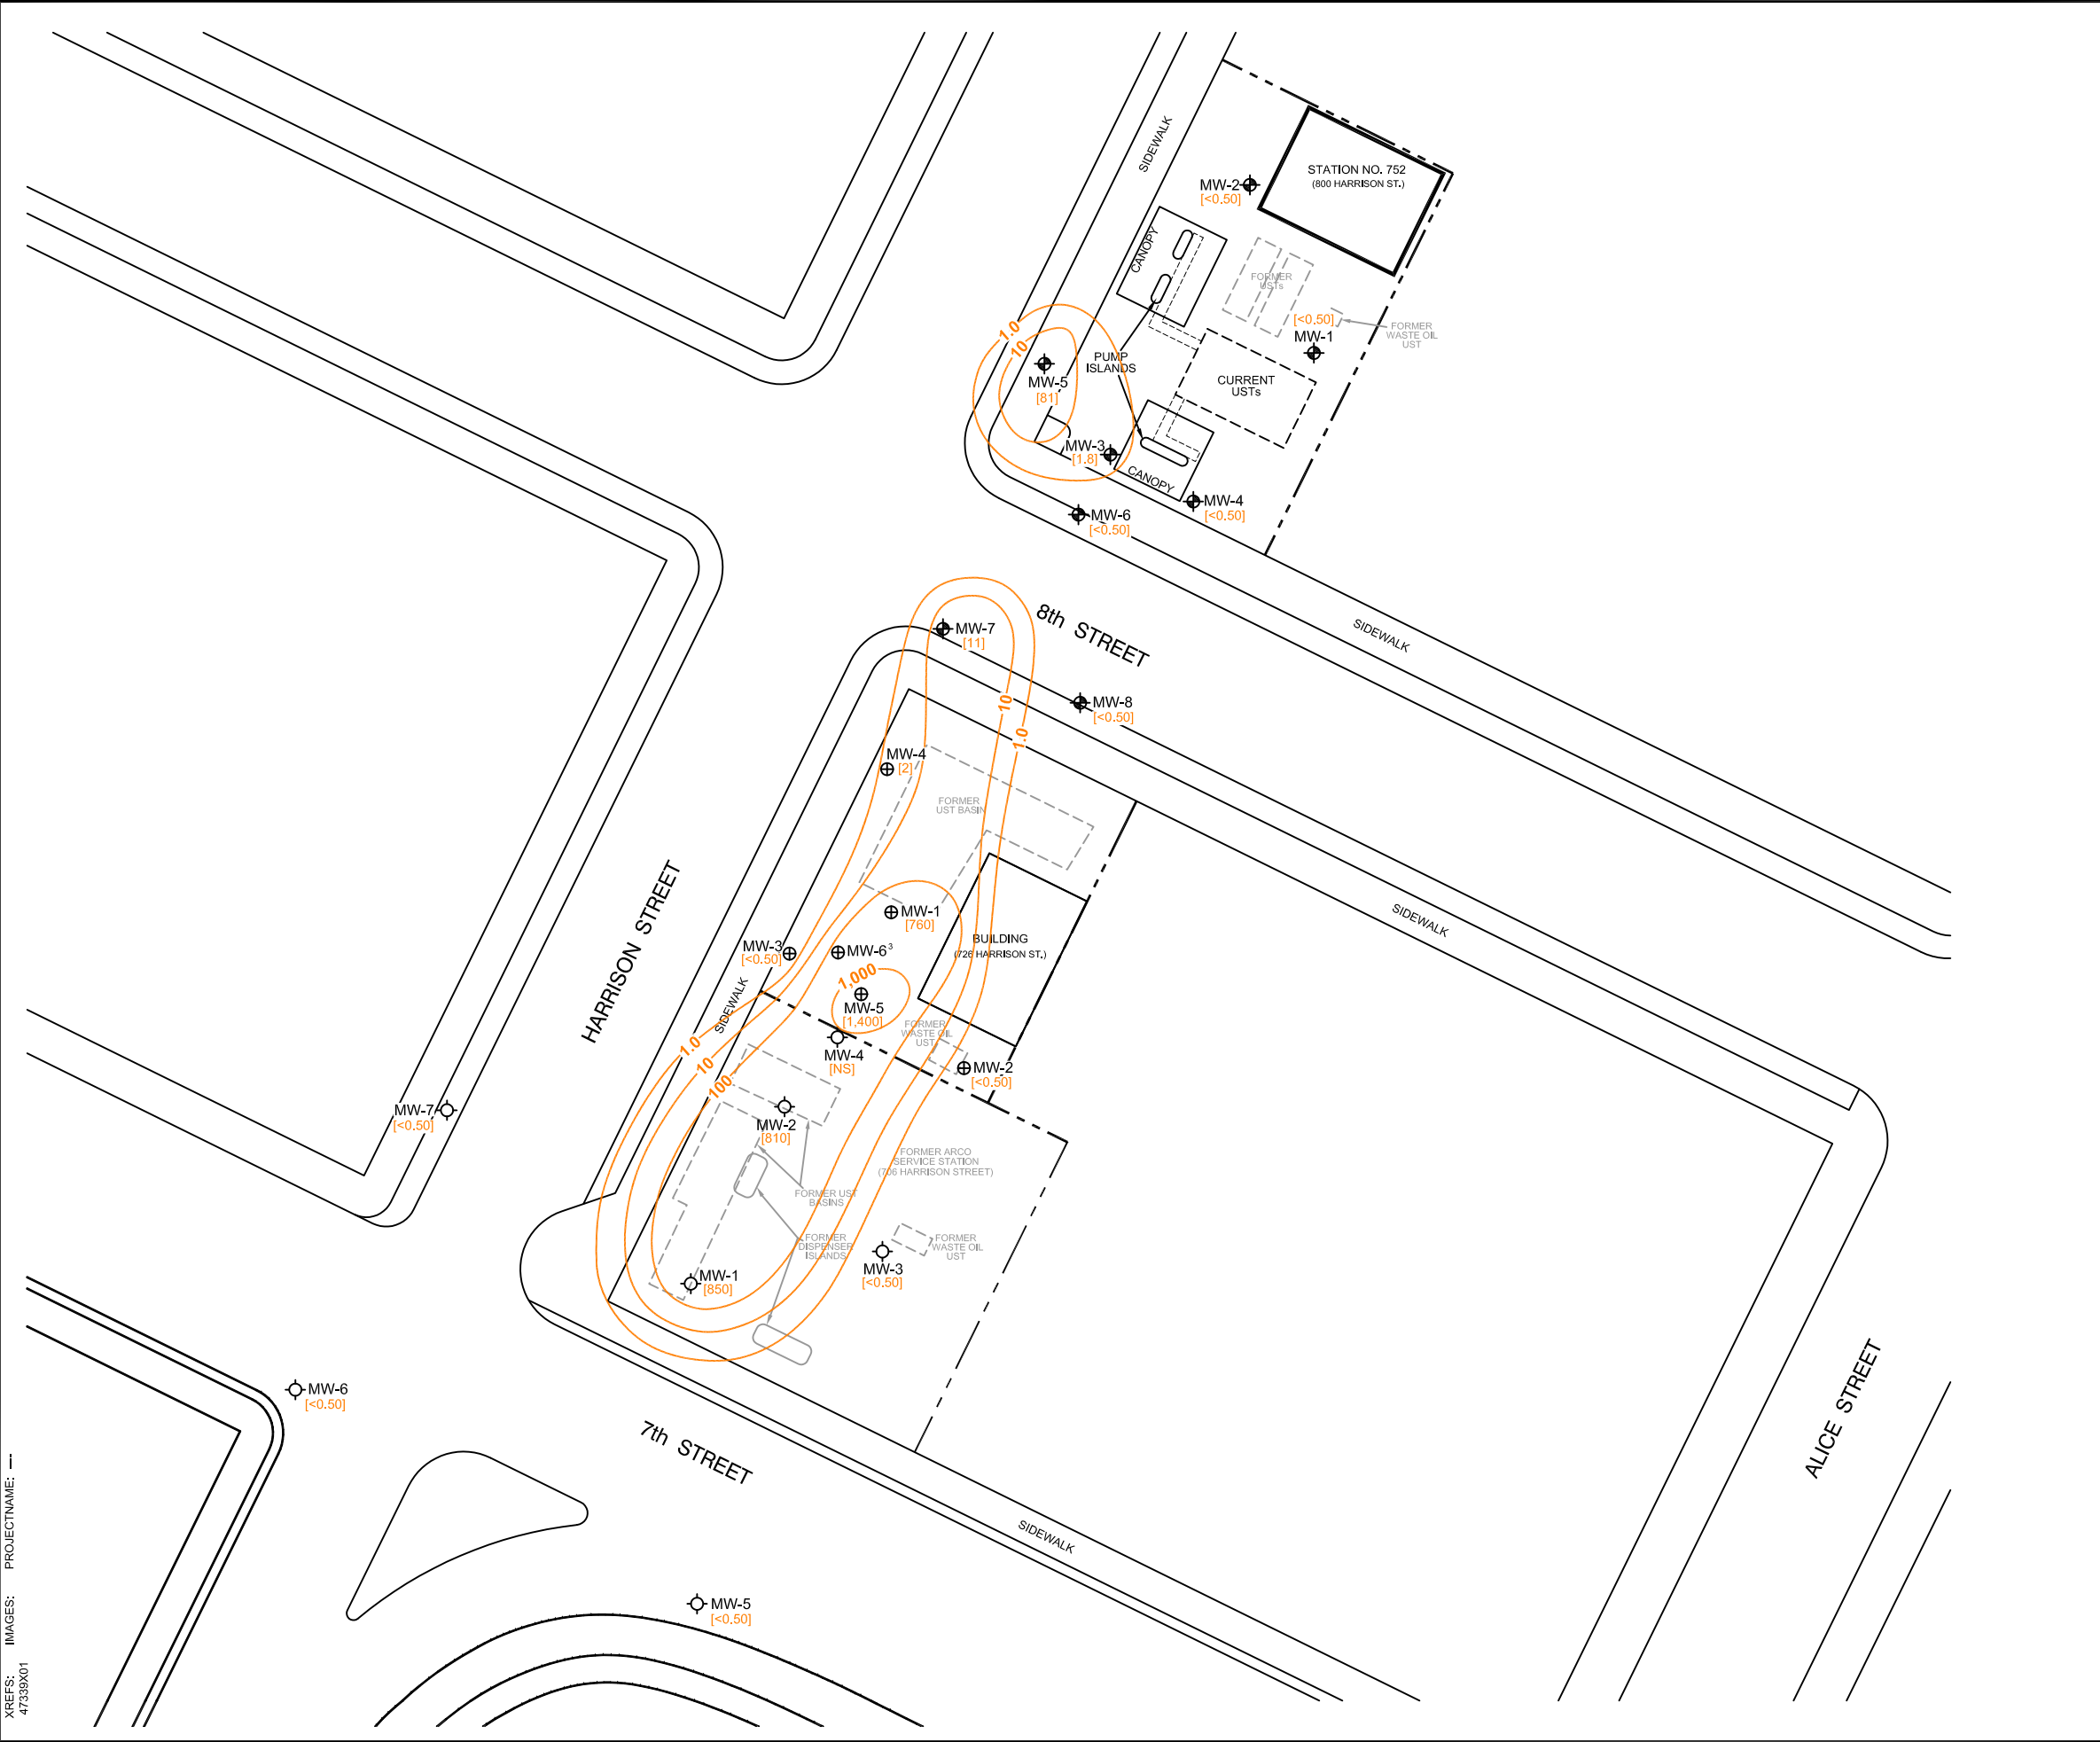 SIDEWALK
STATION NO. 752
(800 HARRISON ST.)
MW-2
[<0.50]
CANOPY
FORMER
USTs
[<0.50]
MW-1
FORMER
WASTE OIL
UST
1.0
10
PUMP
ISLANDS
MW-5
[81]
CURRENT
USTs
MW-3
[1.8]
CANOPY
MW-4
[<0.50]
MW-6
[<0.50]
8th STREET
SIDEWALK
MW-7
[11]
10
1.0
MW-8
[<0.50]
MW-4
[2]
FORMER
UST BASIN
HARRISON STREET
SIDEWALK
MW-1
[760]
MW-3
[<0.50]
MW-6³
BUILDING
(726 HARRISON ST.)
1,000
MW-5
[1,400]
SIDEWALK
FORMER
WASTE OIL
UST
MW-4
[NS]
1.0
10
100
MW-2
[<0.50]
MW-7
[<0.50]
MW-2
[810]
FORMER ARCO
SERVICE STATION
(706 HARRISON STREET)
FORMER UST
BASINS
FORMER
DISPENSER
ISLANDS
FORMER
WASTE OIL
UST
MW-3
[<0.50]
MW-1
[850]
MW-6
[<0.50]
7th STREET
ALICE STREET
SIDEWALK
MW-5
[<0.50]
XREFS: IMAGES: PROJECTNAME: ---
47339X01